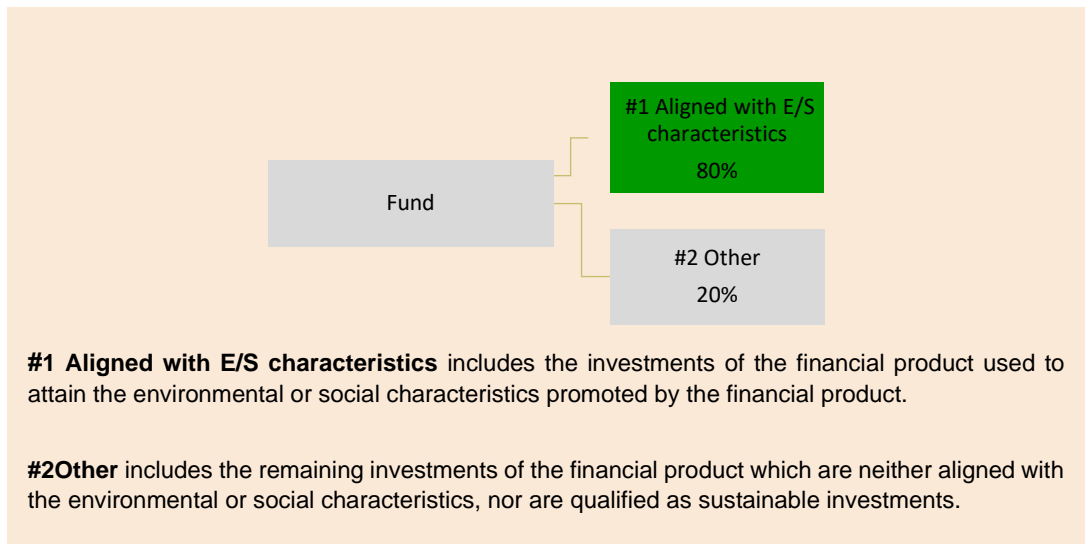 #1 Aligned with E/S
characteristics
80%
Fund
#2 Other
20%
#1 Aligned with E/S characteristics includes the investments of the financial product used to
attain the environmental or social characteristics promoted by the financial product.
#2Other includes the remaining investments of the financial product which are neither aligned with
the environmental or social characteristics, nor are qualified as sustainable investments.